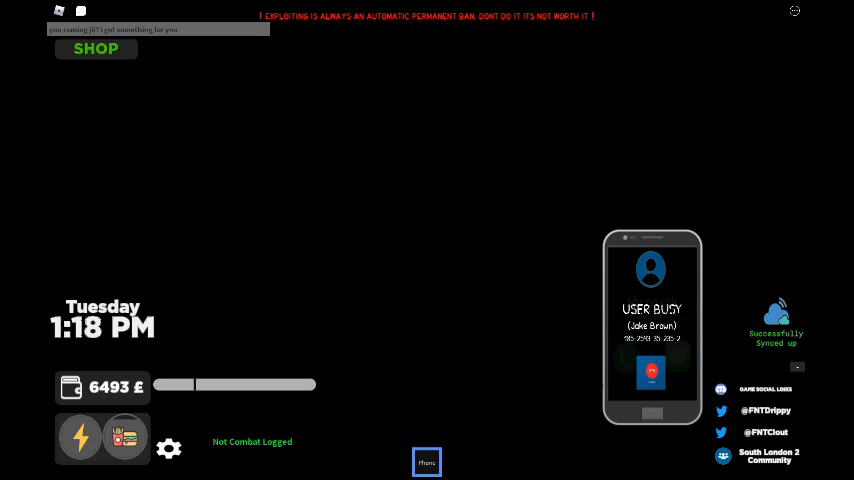 ❗EXPLOITING IS ALWAYS AN AUTOMATIC PERMANENT BAN. DONT DO IT ITS NOT WORTH IT❗
you coming jil? i got something for you
SHOP
USER BUSY
(Jake Brown)
Tuesday
1:18 PM
Successfully
Synced up
6493 £
-
GAME SOCIAL LINKS
@FNTDrippy
@FNTClout
South London 2
Community
Not Combat Logged
Phone